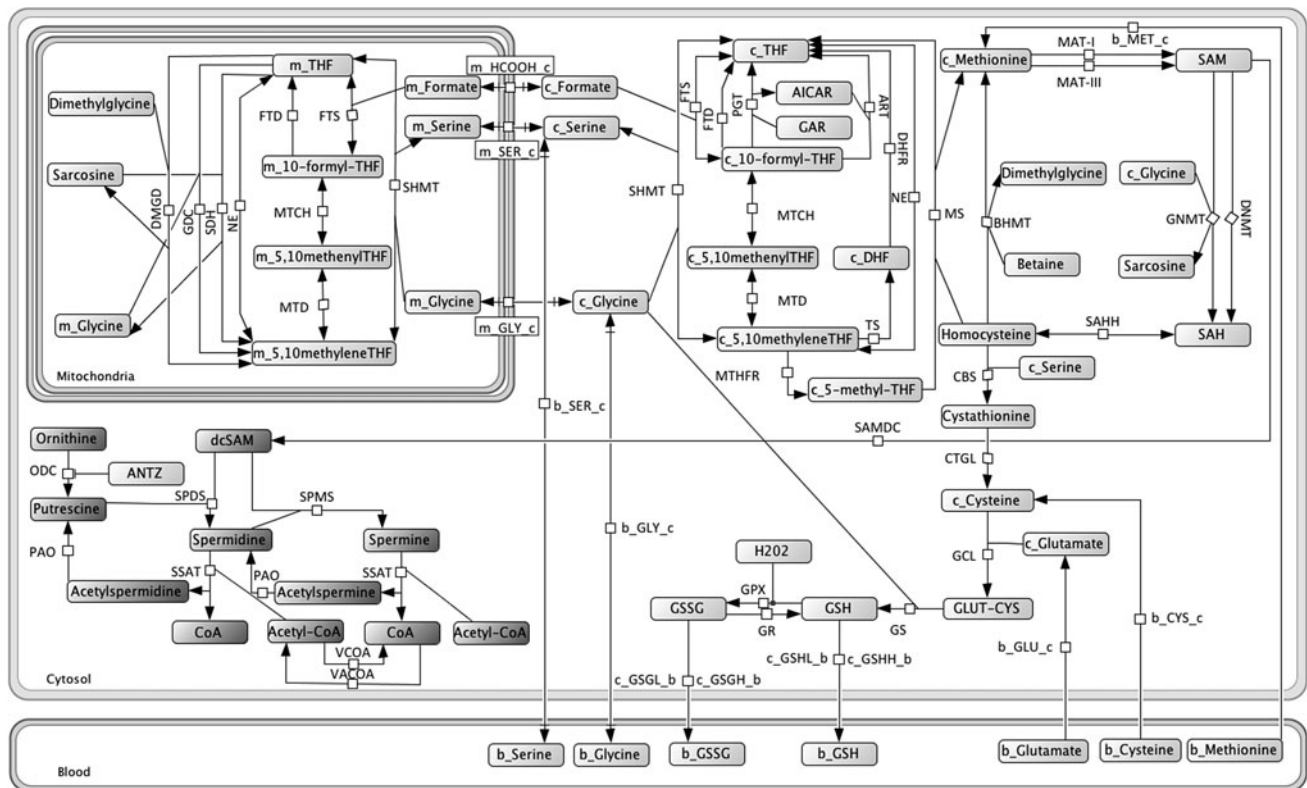 b_MET_c
m_HCOOH_c
MAT-I
m_THF
c_THF
c_Methionine
SAM
m_Formate
c_Formate
MAT-III
FTS
AICAR
Dimethylglycine
FTD
FTS
FTD
PGT
ART
m_Serine
c_Serine
GAR
DHFR
m_SER_c
m_10-formyl-THF
c_10-formyl-THF
Sarcosine
Dimethylglycine
c_Glycine
SHMT
SHMT
DMGD
GDC
SDH
NE
MTCH
MTCH
NE
MS
BHMT
GNMT
DNMT
m_5,10methenylTHF
c_5,10methenylTHF
c_DHF
Betaine
Sarcosine
MTD
MTD
m_Glycine
c_Glycine
m_Glycine
m_GLY_c
TS
SAHH
c_5,10methyleneTHF
Homocysteine
SAH
m_5,10methyleneTHF
Mitochondria
MTHFR
c_Serine
CBS
c_5-methyl-THF
b_SER_c
Cystathionine
Ornithine
dcSAM
SAMDC
ODC
ANTZ
CTGL
SPDS
SPMS
Putrescine
c_Cysteine
b_GLY_c
Spermidine
Spermine
PAO
H202
GCL
c_Glutamate
SSAT
PAO
SSAT
GPX
Acetylspermidine
Acetylspermine
GSSG
GSH
GLUT-CYS
GR
GS
b_CYS_c
CoA
Acetyl-CoA
CoA
Acetyl-CoA
b_GLU_c
VCOA
c_GSHL_b
c_GSHH_b
VACOA
Cytosol
c_GSGL_b
c_GSGH_b
b_Serine
b_Glycine
b_GSSG
b_GSH
b_Glutamate
b_Cysteine
b_Methionine
Blood